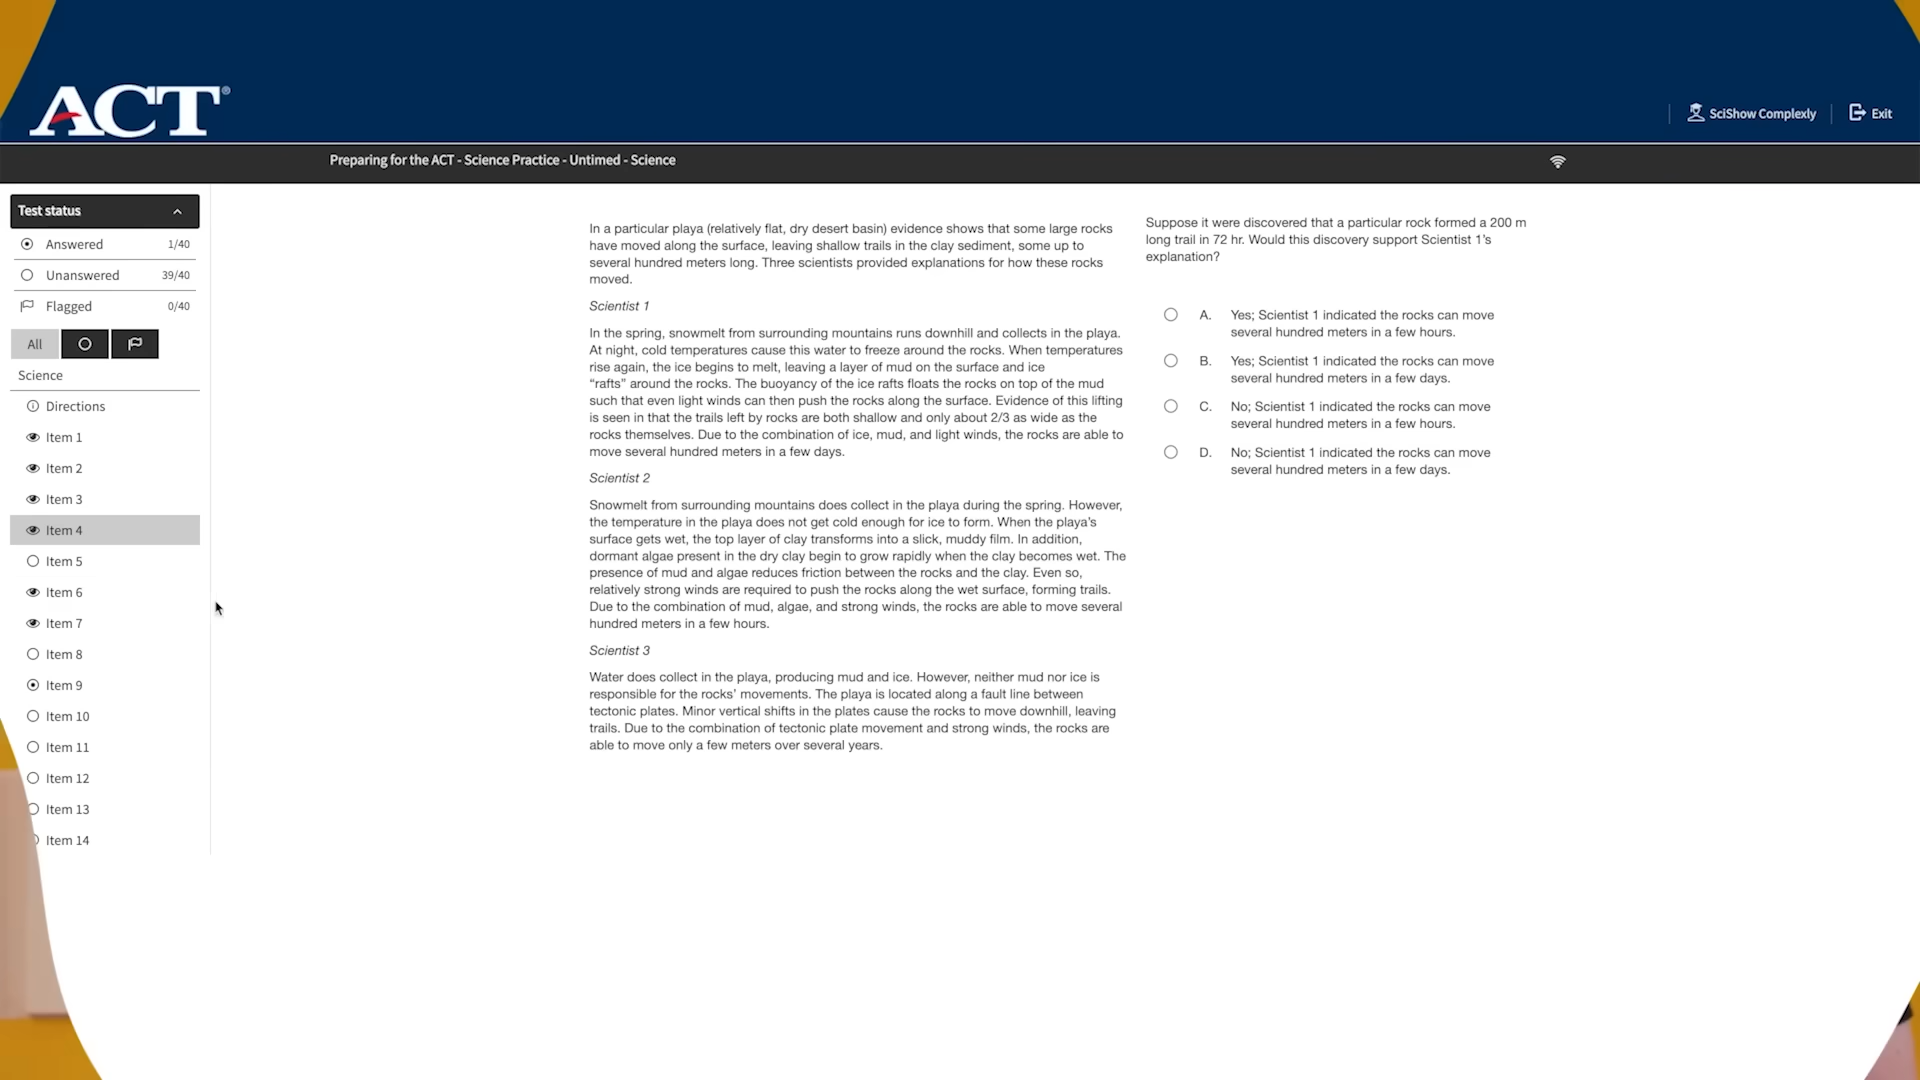 ACT®
SciShow Complexly
Exit
Preparing for the ACT - Science Practice - Untimed - Science
Test status
Answered 1/40
Unanswered 39/40
Flagged 0/40
All
Science
Directions
Item 1
Item 2
Item 3
Item 4
Item 5
Item 6
Item 7
Item 8
Item 9
Item 10
Item 11
Item 12
Item 13
Item 14
In a particular playa (relatively flat, dry desert basin) evidence shows that some large rocks
have moved along the surface, leaving shallow trails in the clay sediment, some up to
several hundred meters long. Three scientists provided explanations for how these rocks
moved.
Scientist 1
In the spring, snowmelt from surrounding mountains runs downhill and collects in the playa.
At night, cold temperatures cause this water to freeze around the rocks. When temperatures
rise again, the ice begins to melt, leaving a layer of mud on the surface and ice
“rafts” around the rocks. The buoyancy of the ice rafts floats the rocks on top of the mud
such that even light winds can then push the rocks along the surface. Evidence of this lifting
is seen in that the trails left by rocks are both shallow and only about 2/3 as wide as the
rocks themselves. Due to the combination of ice, mud, and light winds, the rocks are able to
move several hundred meters in a few days.
Scientist 2
Snowmelt from surrounding mountains does collect in the playa during the spring. However,
the temperature in the playa does not get cold enough for ice to form. When the playa’s
surface gets wet, the top layer of clay transforms into a slick, muddy film. In addition,
dormant algae present in the dry clay begin to grow rapidly when the clay becomes wet. The
presence of mud and algae reduces friction between the rocks and the clay. Even so,
relatively strong winds are required to push the rocks along the wet surface, forming trails.
Due to the combination of mud, algae, and strong winds, the rocks are able to move several
hundred meters in a few hours.
Scientist 3
Water does collect in the playa, producing mud and ice. However, neither mud nor ice is
responsible for the rocks’ movements. The playa is located along a fault line between
tectonic plates. Minor vertical shifts in the plates cause the rocks to move downhill, leaving
trails. Due to the combination of tectonic plate movement and strong winds, the rocks are
able to move only a few meters over several years.
Suppose it were discovered that a particular rock formed a 200 m
long trail in 72 hr. Would this discovery support Scientist 1’s
explanation?
A. Yes; Scientist 1 indicated the rocks can move
several hundred meters in a few hours.
B. Yes; Scientist 1 indicated the rocks can move
several hundred meters in a few days.
C. No; Scientist 1 indicated the rocks can move
several hundred meters in a few hours.
D. No; Scientist 1 indicated the rocks can move
several hundred meters in a few days.